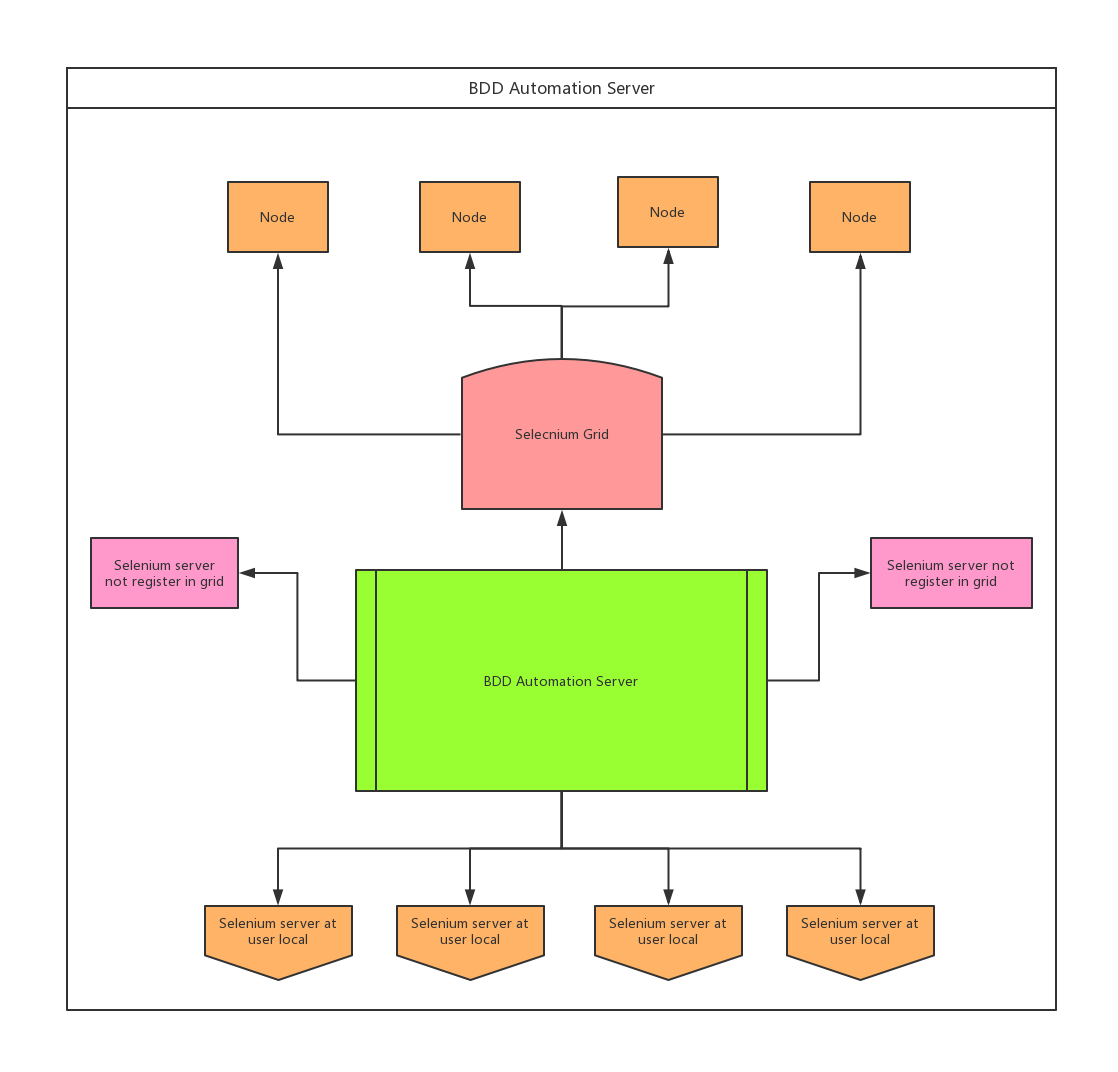 BDD Automation Server
Node
Node
Node
Node
Selecnium Grid
Selenium server
not register in grid
Selenium server not
register in grid
BDD Automation Server
Selenium server at
user local
Selenium server at
user local
Selenium server at
user local
Selenium server at
user local